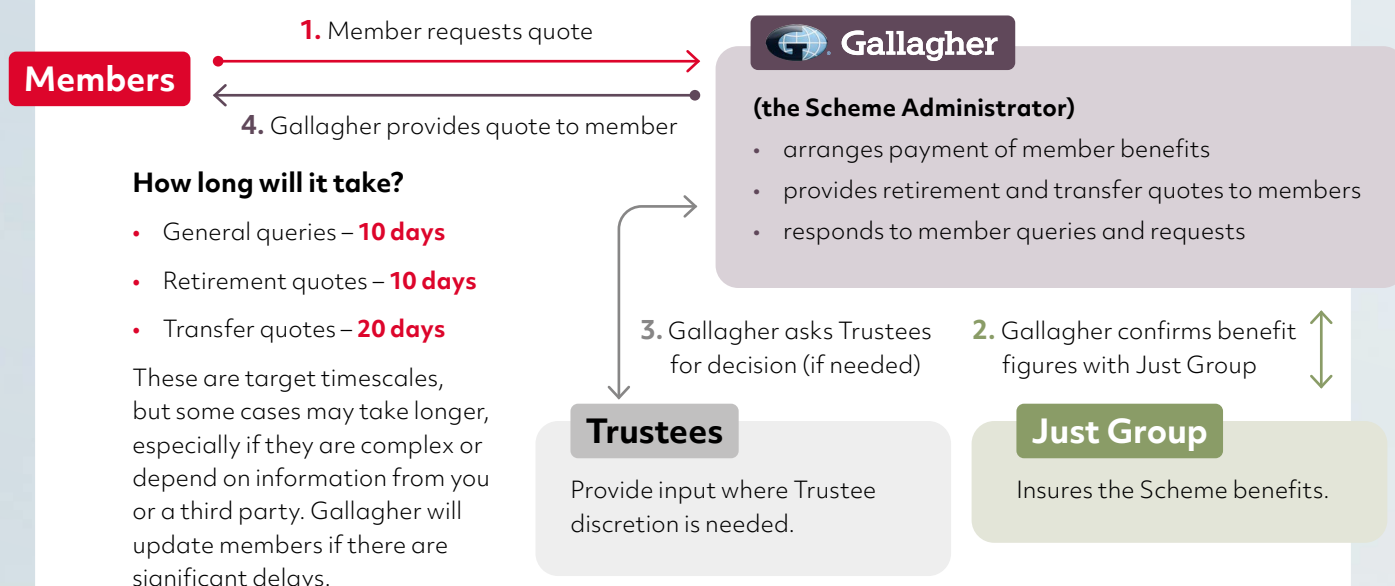 1. Member requests quote
Members
4. Gallagher provides quote to member
Gallagher
(the Scheme Administrator)
• arranges payment of member benefits
• provides retirement and transfer quotes to members
• responds to member queries and requests
How long will it take?
• General queries – 10 days
• Retirement quotes – 10 days
• Transfer quotes – 20 days
These are target timescales,
but some cases may take longer,
especially if they are complex or
depend on information from you
or a third party. Gallagher will
update members if there are
significant delays.
3. Gallagher asks Trustees
for decision (if needed)
2. Gallagher confirms benefit
figures with Just Group
Trustees
Provide input where Trustee
discretion is needed.
Just Group
Insures the Scheme benefits.